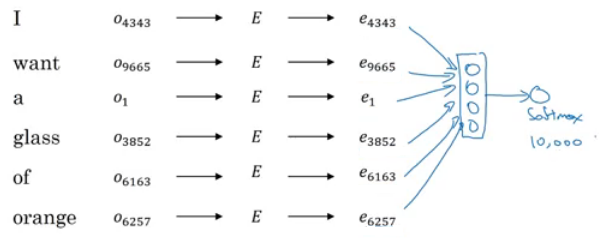 I o₄₃₄₃ → E → e₄₃₄₃
want o₉₆₆₅ → E → e₉₆₆₅
a o₁ → E → e₁
glass o₃₈₅₂ → E → e₃₈₅₂
of o₆₁₆₃ → E → e₆₁₆₃
orange o₆₂₅₇ → E → e₆₂₅₇
Softmax
10,000